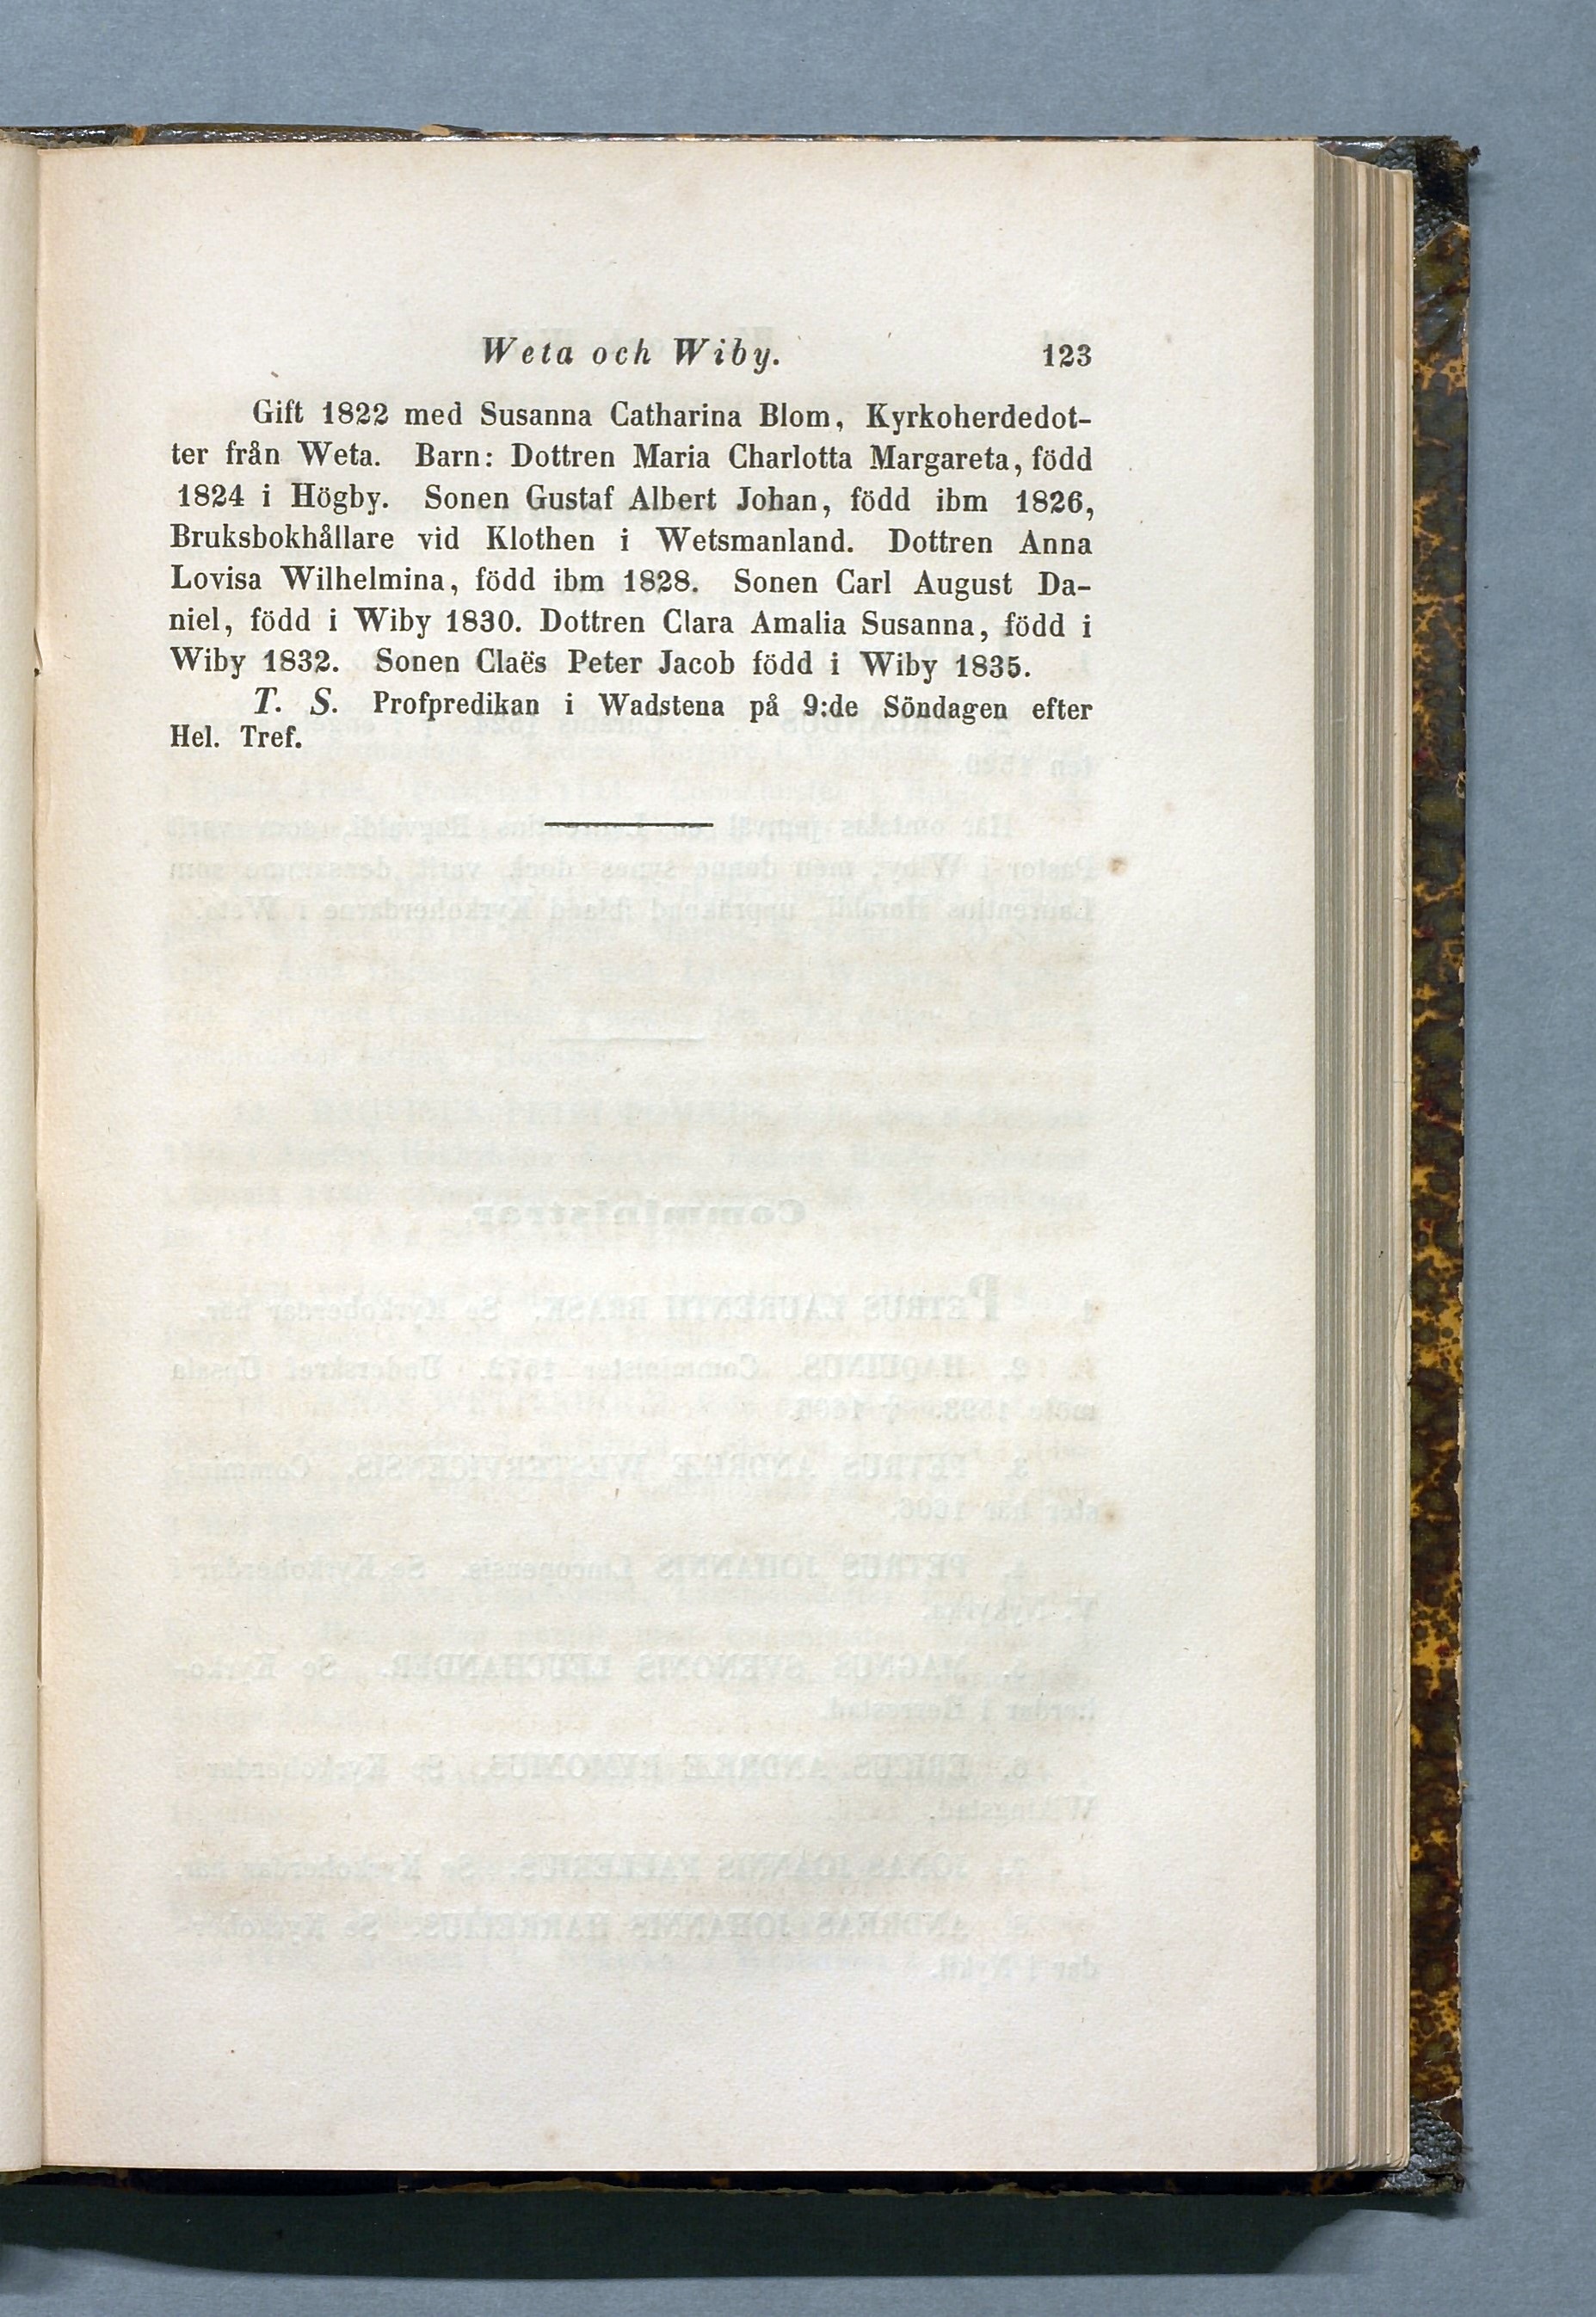 Weta och Wiby. 123
Gift 1822 med Susanna Catharina Blom, Kyrkoherdedot-
ter från Weta. Barn: Dottren Maria Charlotta Margareta, född
1824 i Högby. Sonen Gustaf Albert Johan, född ibm 1826,
Bruksbokhållare vid Klothen i Wetsmanland. Dottren Anna
Lovisa Wilhelmina, född ibm 1828. Sonen Carl August Da-
niel, född i Wiby 1830. Dottren Clara Amalia Susanna, född i
Wiby 1832. Sonen Claës Peter Jacob född i Wiby 1835.
T. S. Profpredikan i Wadstena på 9:de Söndagen efter
Hel. Tref.